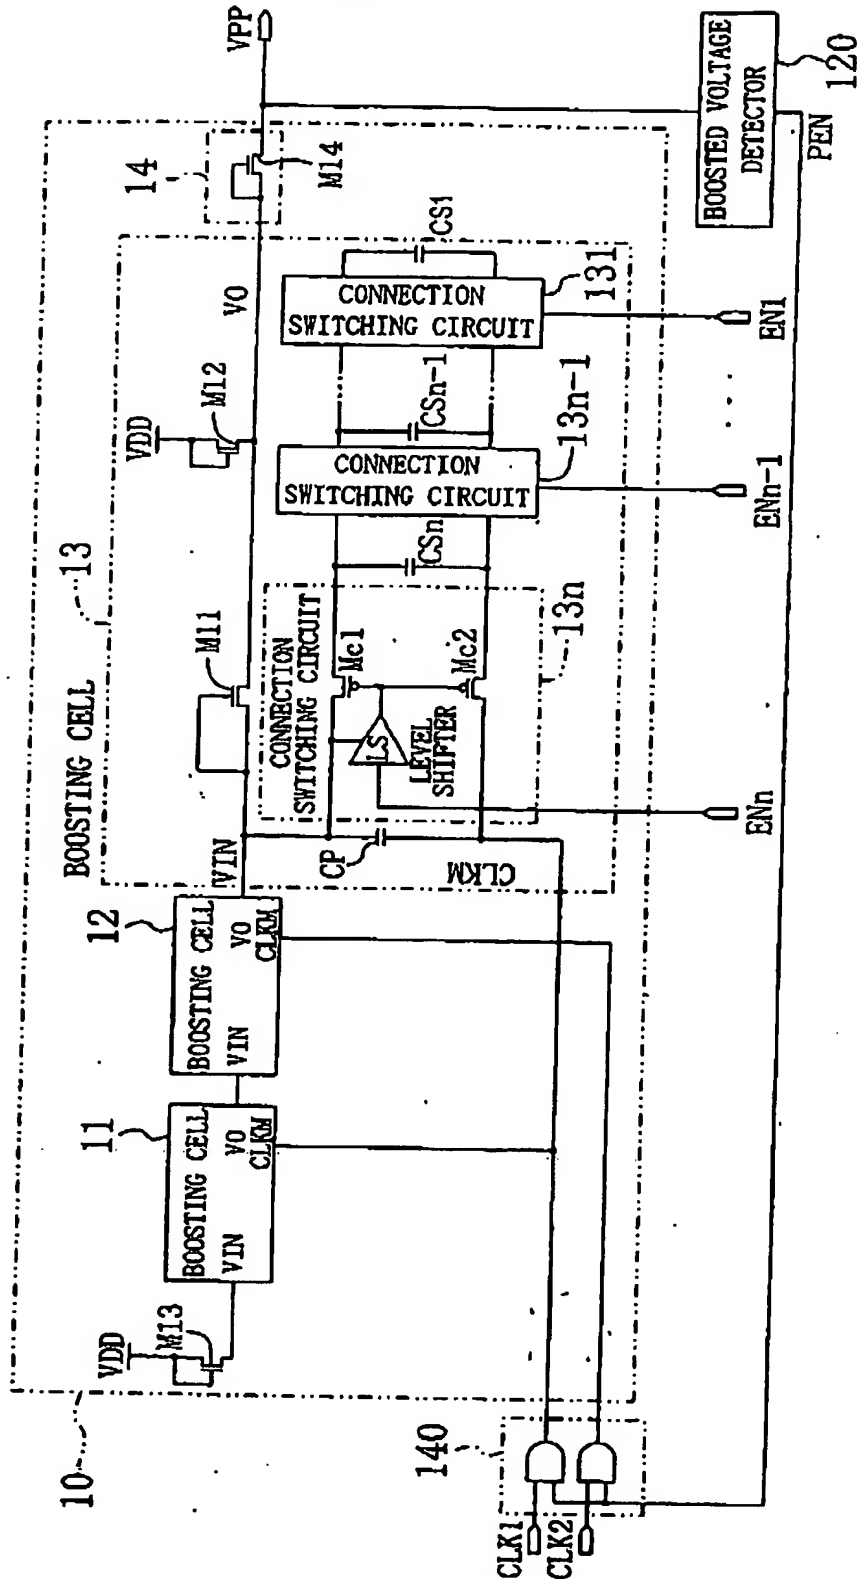 10
VDD
M13
11
BOOSTING CELL
VIN
VO
CLKM
12
BOOSTING CELL
VIN
VO
CLKM
BOOSTING CELL
13
VIN
M11
VDD
M12
VO
14
M14
VPP
CP
CLKM
CONNECTION
SWITCHING CIRCUIT
LS
LEVEL
SHIFTER
Mc1
Mc2
13n
CSn
CONNECTION
SWITCHING CIRCUIT
13n-1
CSn-1
CONNECTION
SWITCHING CIRCUIT
131
CS1
ENn
ENn-1
...
EN1
140
CLK1
CLK2
BOOSTED VOLTAGE
DETECTOR
120
PEN